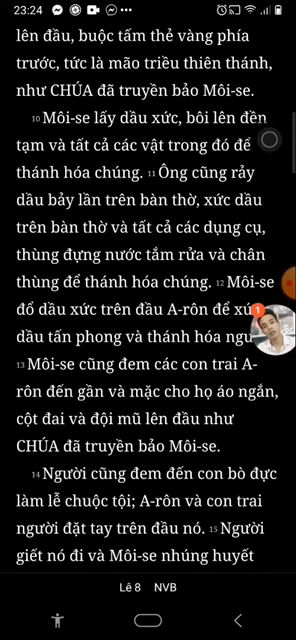 23:24
lên đầu, buộc tấm thẻ vàng phía
trước, tức là mão triều thiên thánh,
như CHÚA đã truyền bảo Môi-se.
10 Môi-se lấy dầu xức, bôi lên đền
tạm và tất cả các vật trong đó để
thánh hóa chúng. 11 Ông cũng rảy
dầu bảy lần trên bàn thờ, xức dầu
trên bàn thờ và tất cả các dụng cụ,
thùng đựng nước tắm rửa và chân
thùng để thánh hóa chúng. 12 Môi-se
đổ dầu xức trên đầu A-rôn để xứ
1
dầu tấn phong và thánh hóa ngư
13 Môi-se cũng đem các con trai A-
rôn đến gần và mặc cho họ áo ngắn,
cột đai và đội mũ lên đầu như
CHÚA đã truyền bảo Môi-se.
14 Người cũng đem đến con bò đực
làm lễ chuộc tội; A-rôn và con trai
người đặt tay trên đầu nó. 15 Người
giết nó đi và Môi-se nhúng huyết
Lê 8 NVB